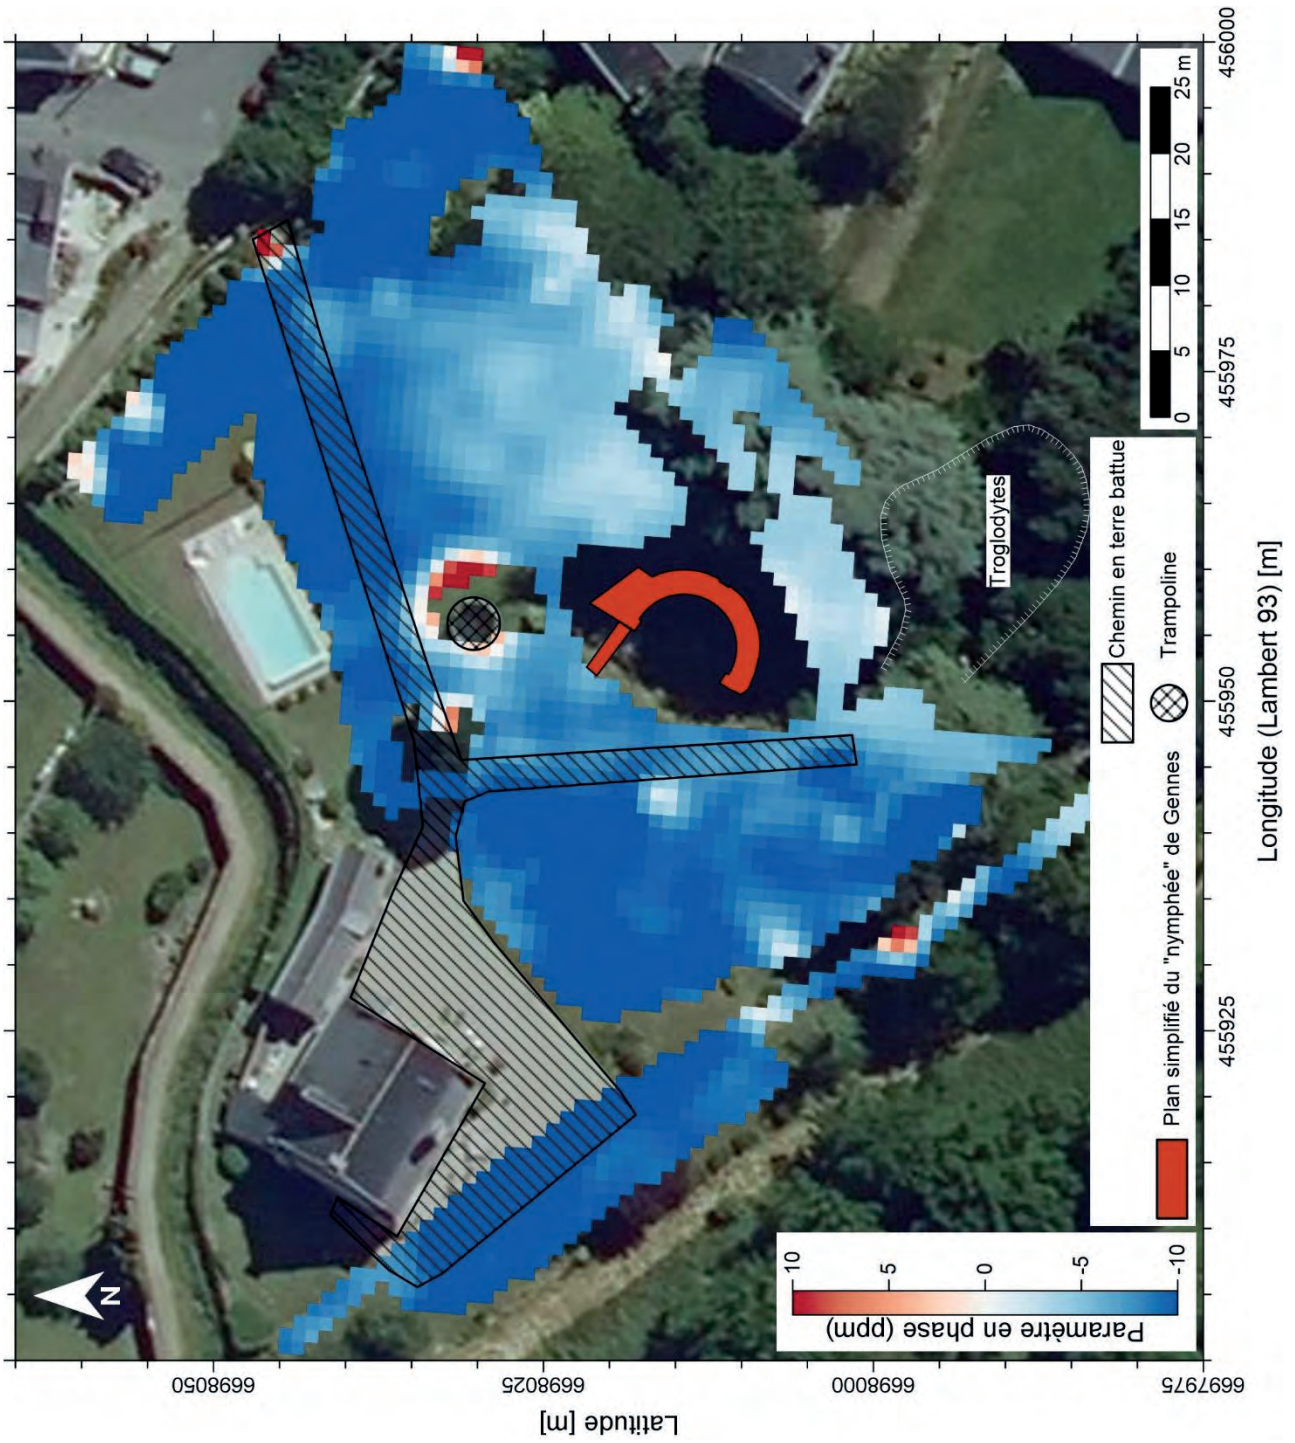 N
Latitude [m]
6698050
6698025
6698000
6697975
Longitude (Lambert 93) [m]
455925
455950
455975
456000
Troglodytes
Paramètre en phase (ppm)
10
5
0
-5
-10
Chemin en terre battue
Plan simplifié du "nymphée" de Gennes
Trampoline
0 5 10 15 20 25 m